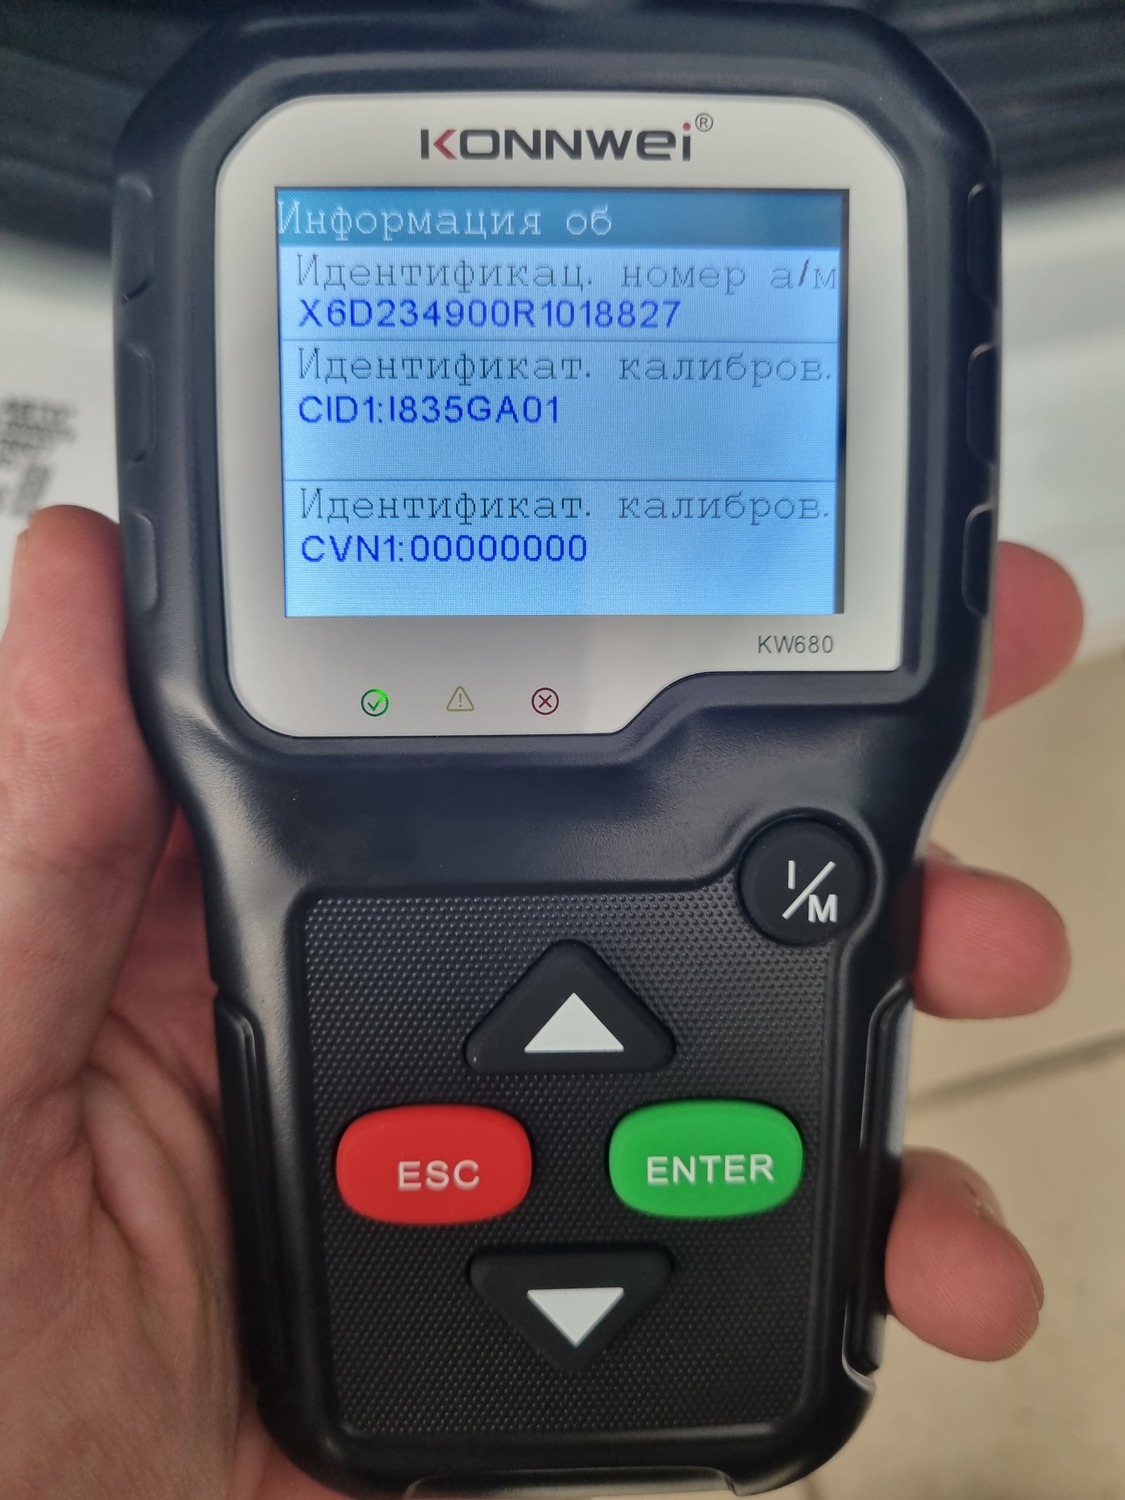 KONNWei®
Информация об
Идентификац. номер а/м
X6D234900R1018827
Идентификат. калибров.
CID1:I835GA01
Идентификат. калибров.
CVN1:00000000
KW680
I/M
ESC
ENTER